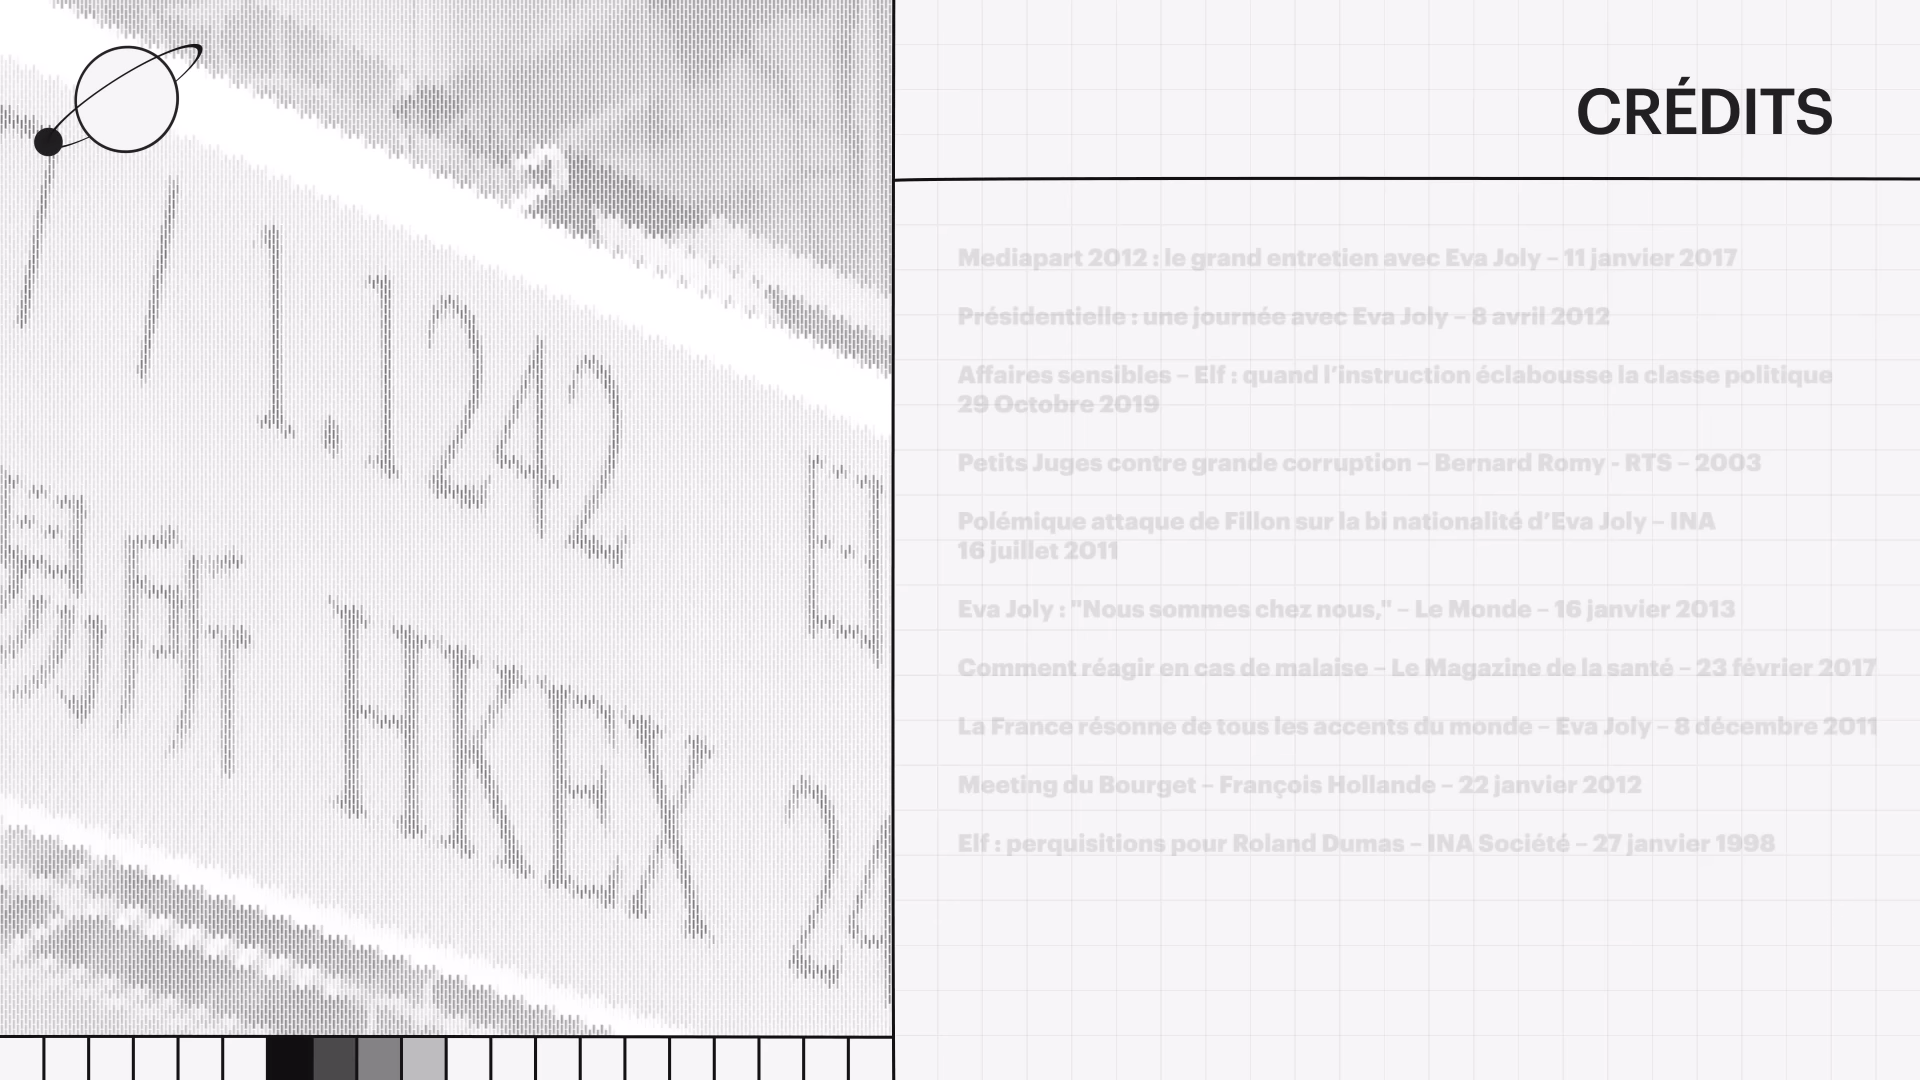 CRÉDITS
Mediapart 2012 : le grand entretien avec Eva Joly – 11 janvier 2017
Présidentielle : une journée avec Eva Joly – 8 avril 2012
Affaires sensibles – Elf : quand l’instruction éclabousse la classe politique
29 Octobre 2019
Petits Juges contre grande corruption – Bernard Romy - RTS – 2003
Polémique attaque de Fillon sur la bi nationalité d’Eva Joly – INA
16 juillet 2011
Eva Joly : "Nous sommes chez nous," – Le Monde – 16 janvier 2013
Comment réagir en cas de malaise – Le Magazine de la santé – 23 février 2017
La France résonne de tous les accents du monde – Eva Joly – 8 décembre 2011
Meeting du Bourget – François Hollande – 22 janvier 2012
Elf : perquisitions pour Roland Dumas – INA Société – 27 janvier 1998
1.1242
HKEX 24